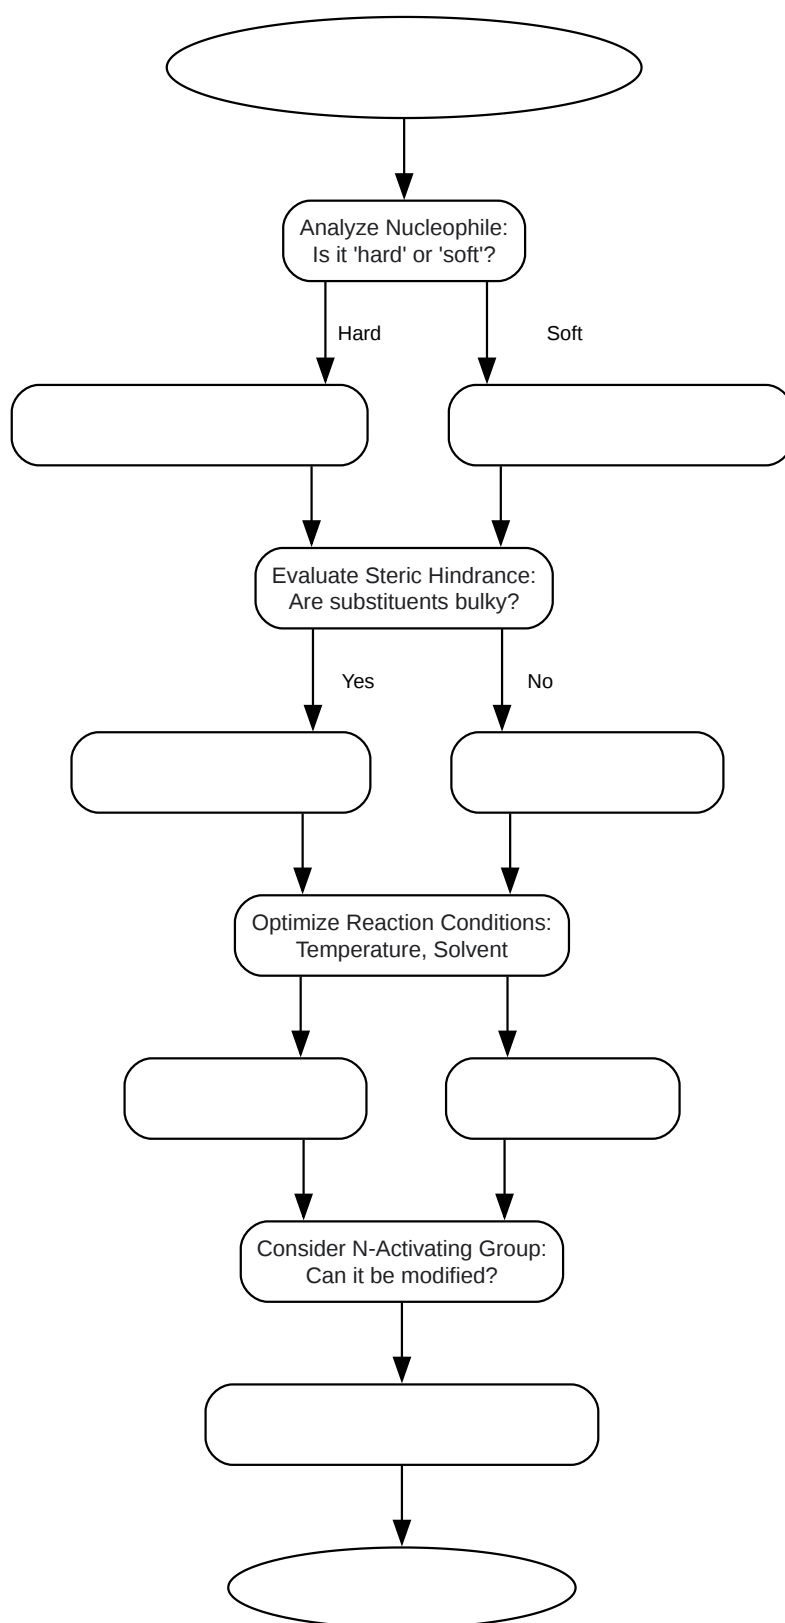 Analyze Nucleophile:
Is it 'hard' or 'soft'?
Hard
Soft
Evaluate Steric Hindrance:
Are substituents bulky?
Yes
No
Optimize Reaction Conditions:
Temperature, Solvent
Consider N-Activating Group:
Can it be modified?